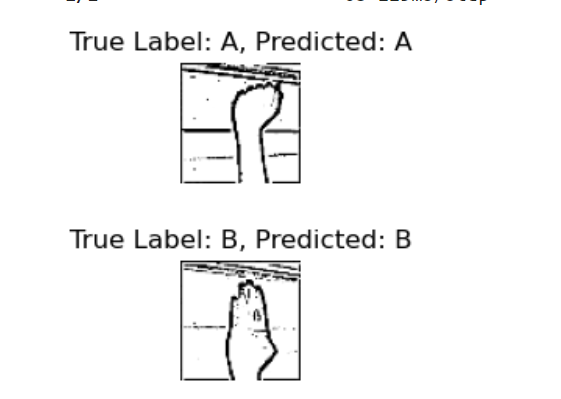 True Label: A, Predicted: A
True Label: B, Predicted: B